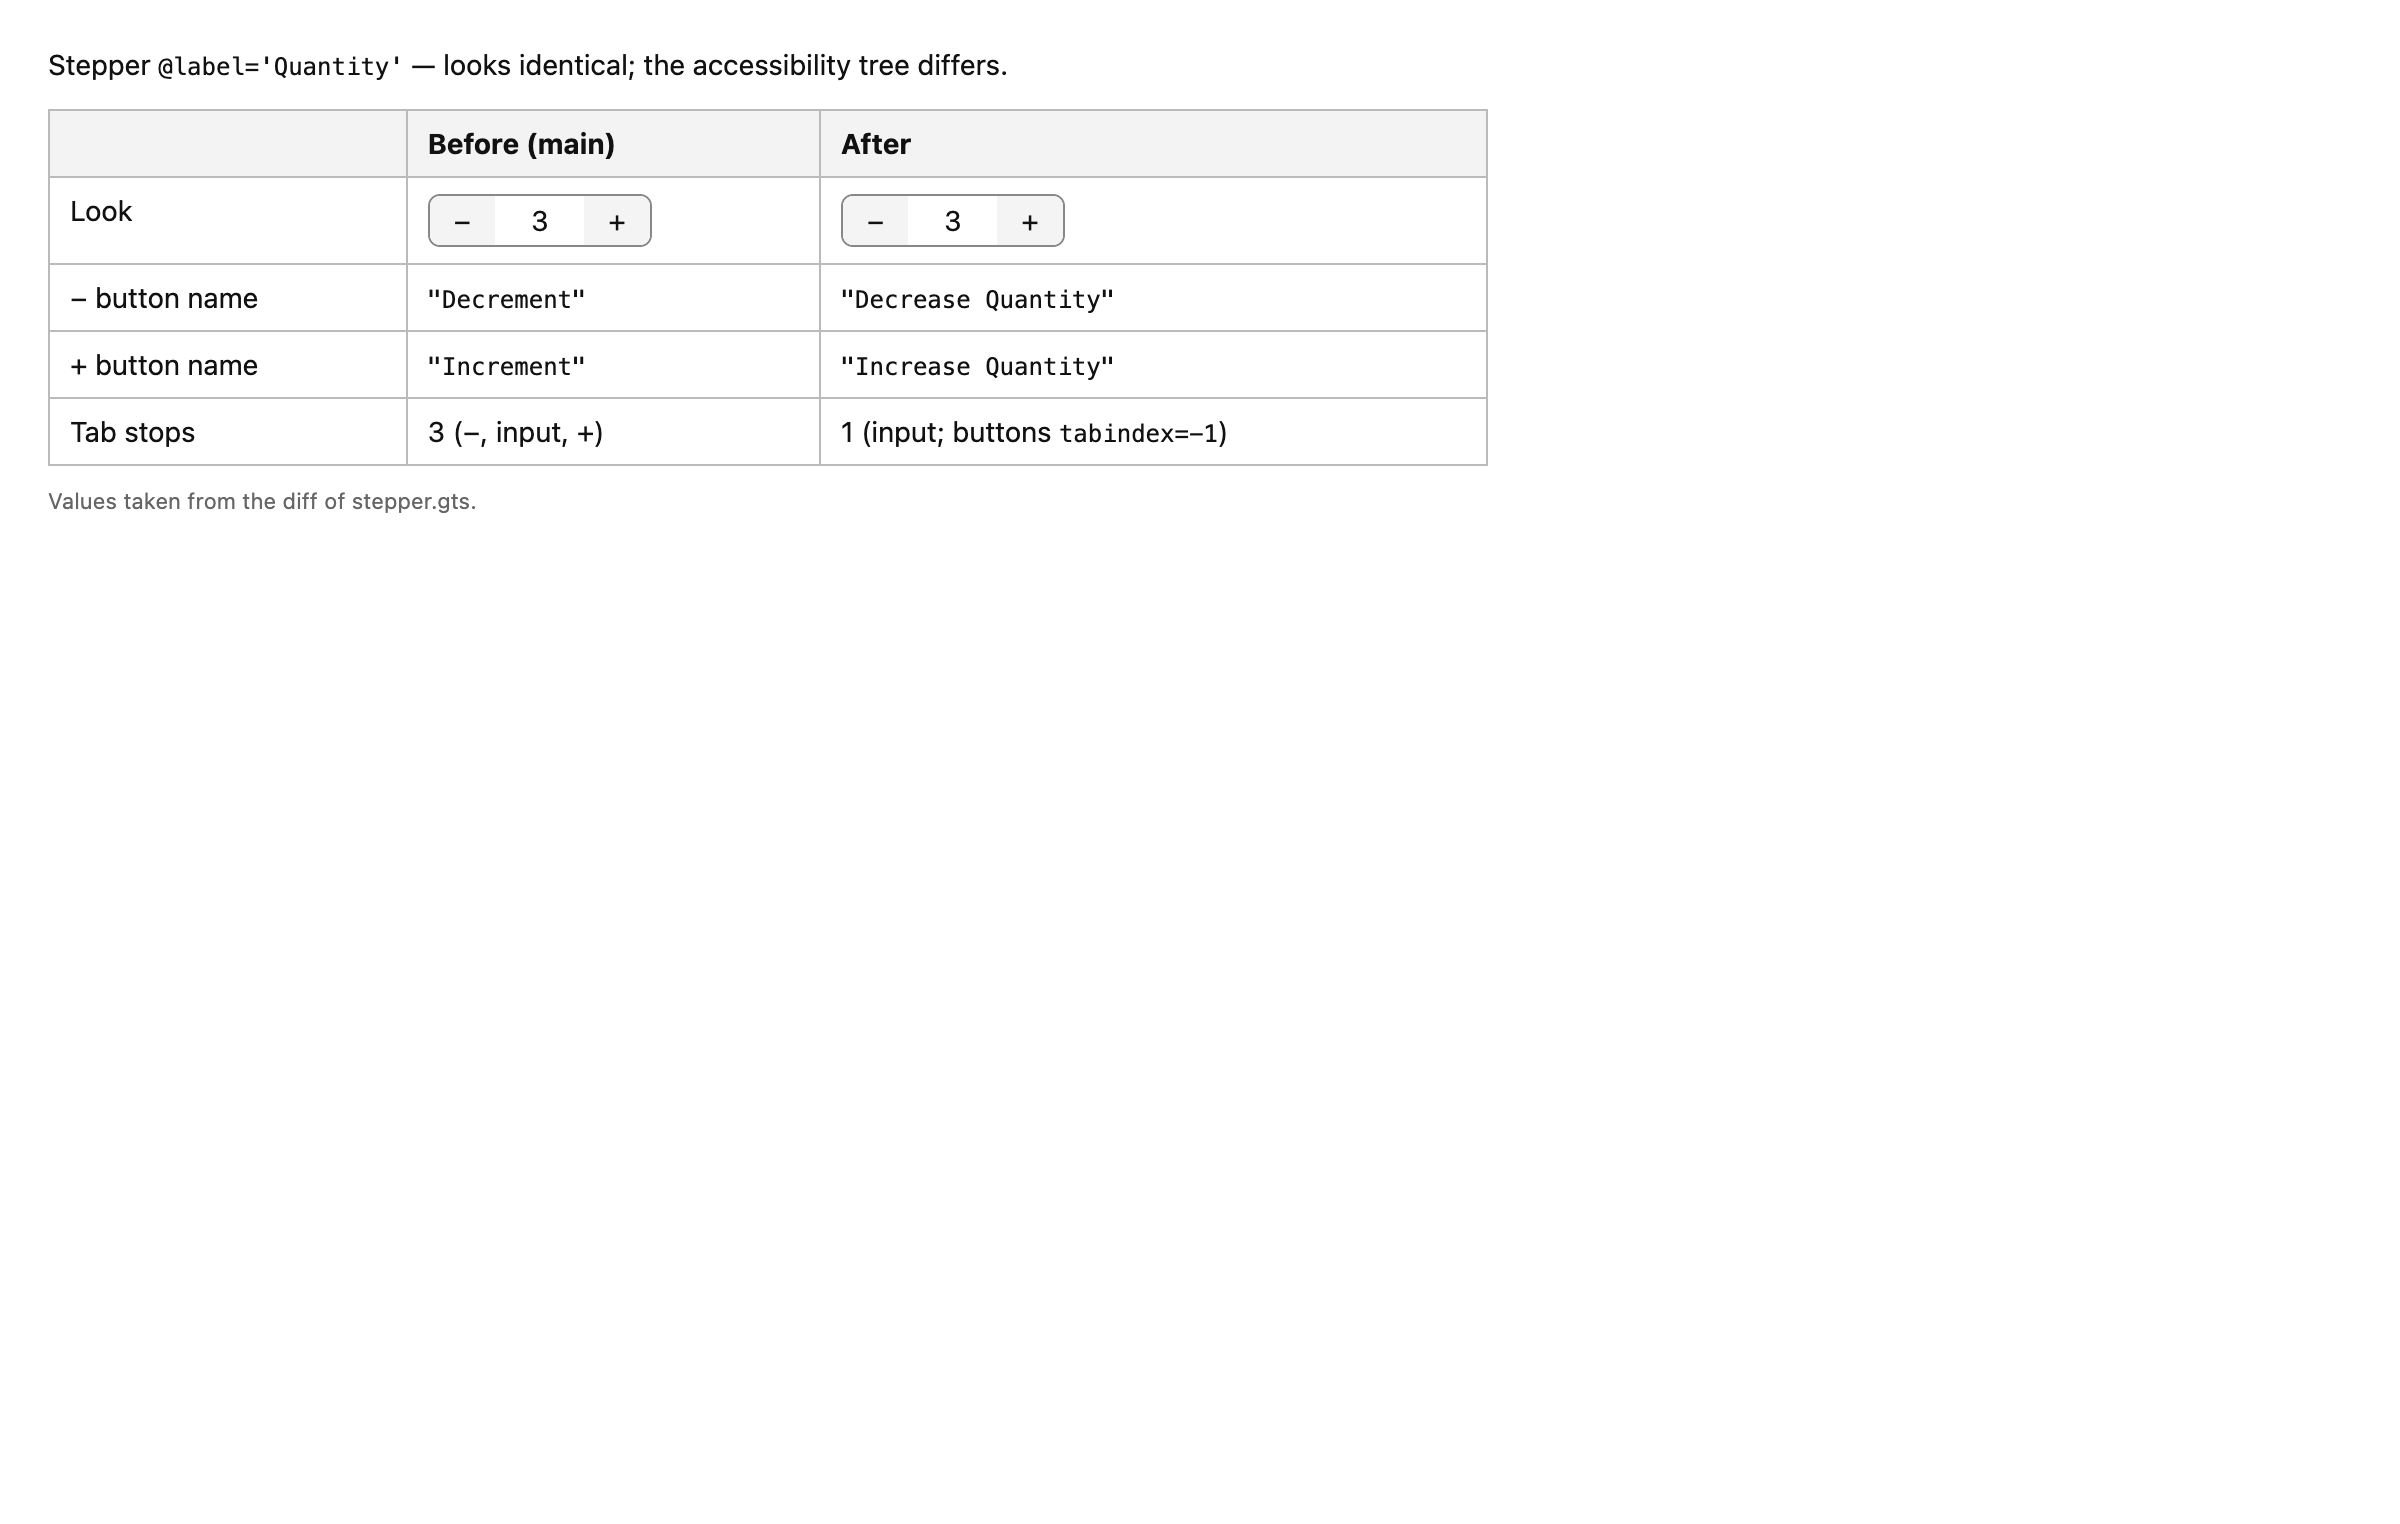 Stepper @label='Quantity' — looks identical; the accessibility tree differs.
Before (main) After
Look − 3 + − 3 +
− button name "Decrement" "Decrease Quantity"
+ button name "Increment" "Increase Quantity"
Tab stops 3 (−, input, +) 1 (input; buttons tabindex=−1)
Values taken from the diff of stepper.gts.